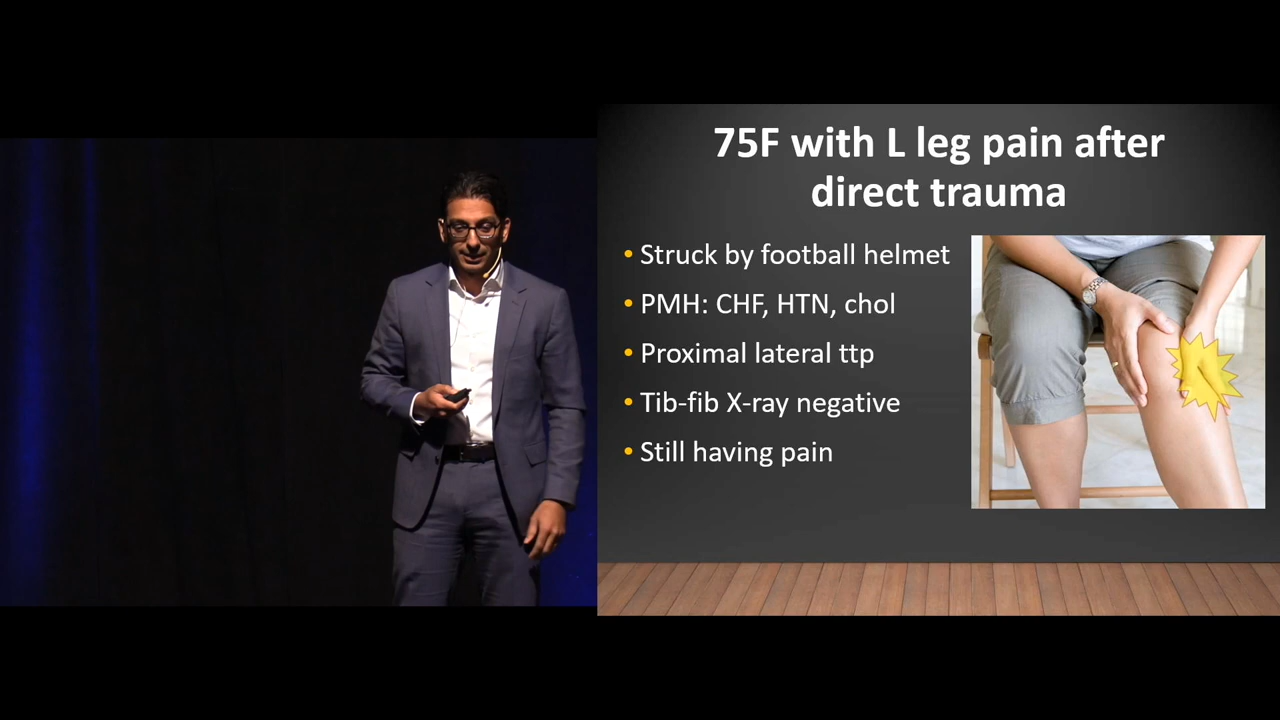 75F with L leg pain after
direct trauma
• Struck by football helmet
• PMH: CHF, HTN, chol
• Proximal lateral ttp
• Tib-fib X-ray negative
• Still having pain